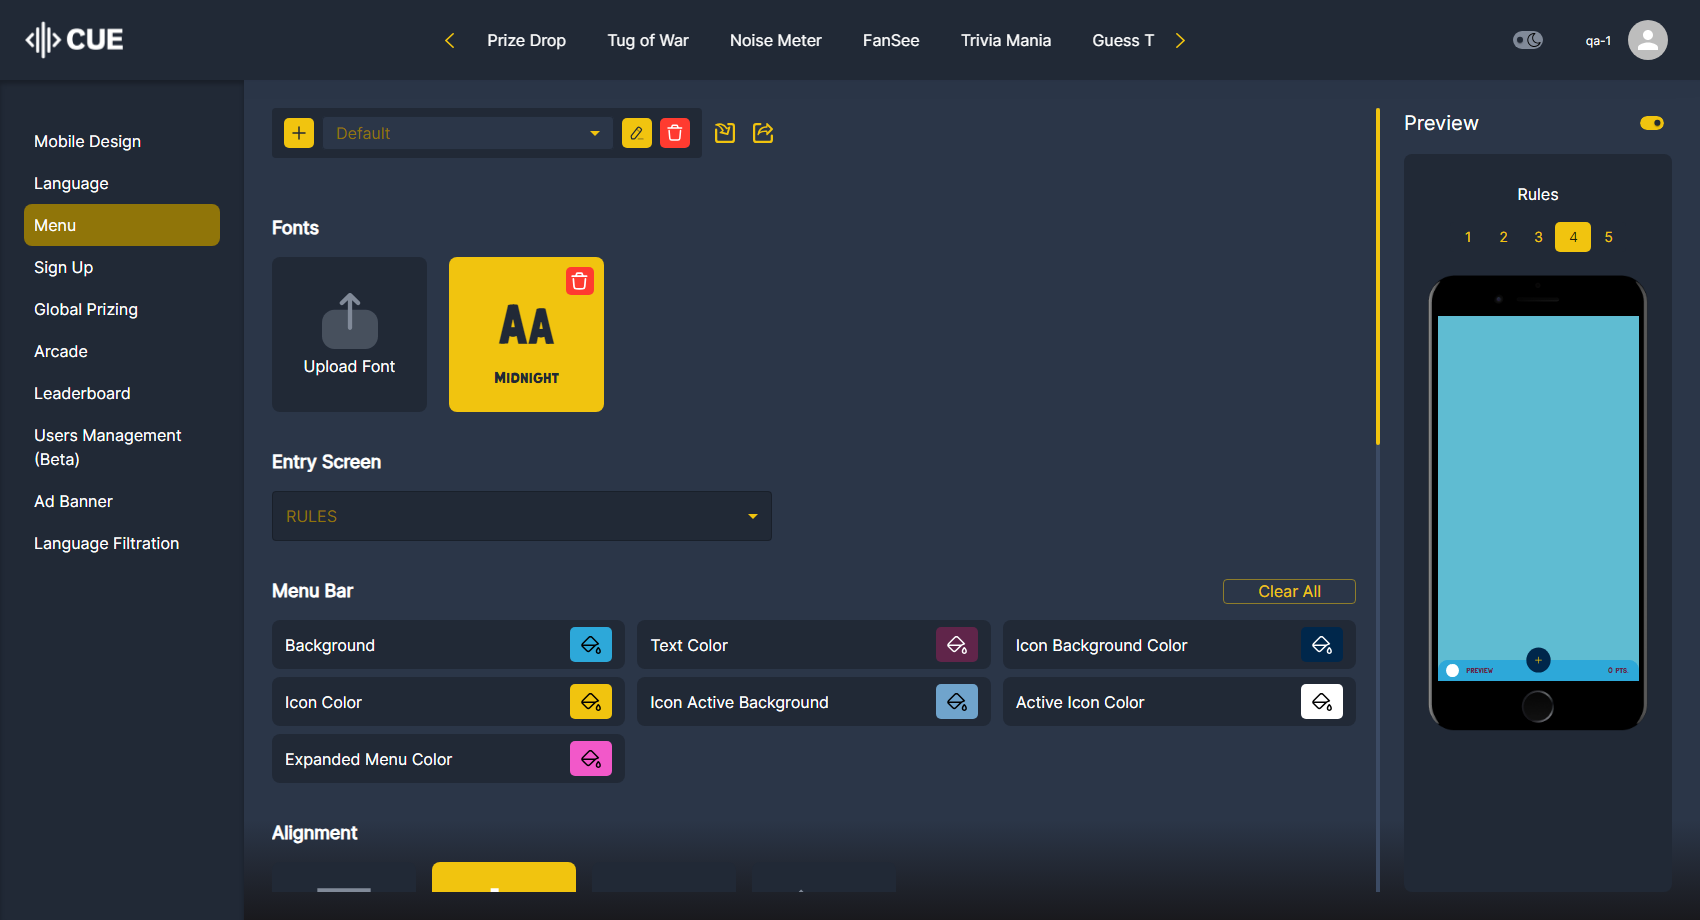 CUE
Prize Drop
Tug of War
Noise Meter
FanSee
Trivia Mania
Guess T
qa-1
Mobile Design
Language
Menu
Sign Up
Global Prizing
Arcade
Leaderboard
Users Management
(Beta)
Ad Banner
Language Filtration
Default
Fonts
Upload Font
AA
MIDNIGHT
Entry Screen
RULES
Menu Bar
Clear All
Background
Text Color
Icon Background Color
Icon Color
Icon Active Background
Active Icon Color
Expanded Menu Color
Alignment
Preview
Rules
1 2 3 4 5
PREVIEW
0 PTS